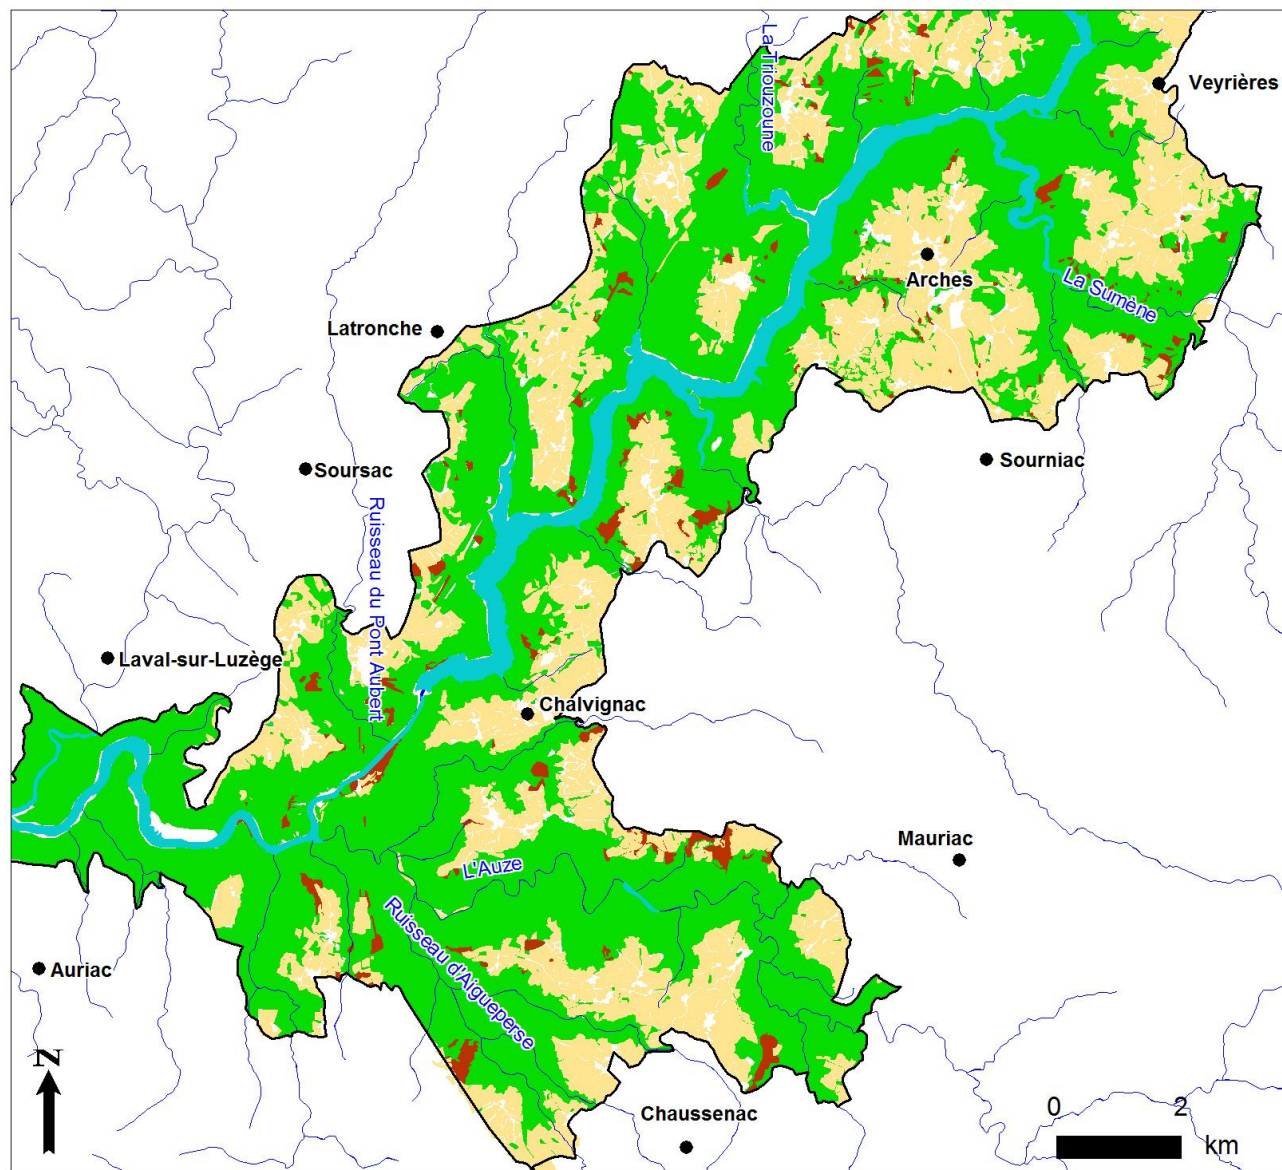 La Triouzoune
Veyrières
Arches
La Sumène
Latronche
Soursac
Sourniac
Ruisseau du Pont Aubert
Laval-sur-Luzège
Chalvignac
Mauriac
L'Auze
Ruisseau d'Aigueperse
Auriac
N
Chaussenac
0 2
km